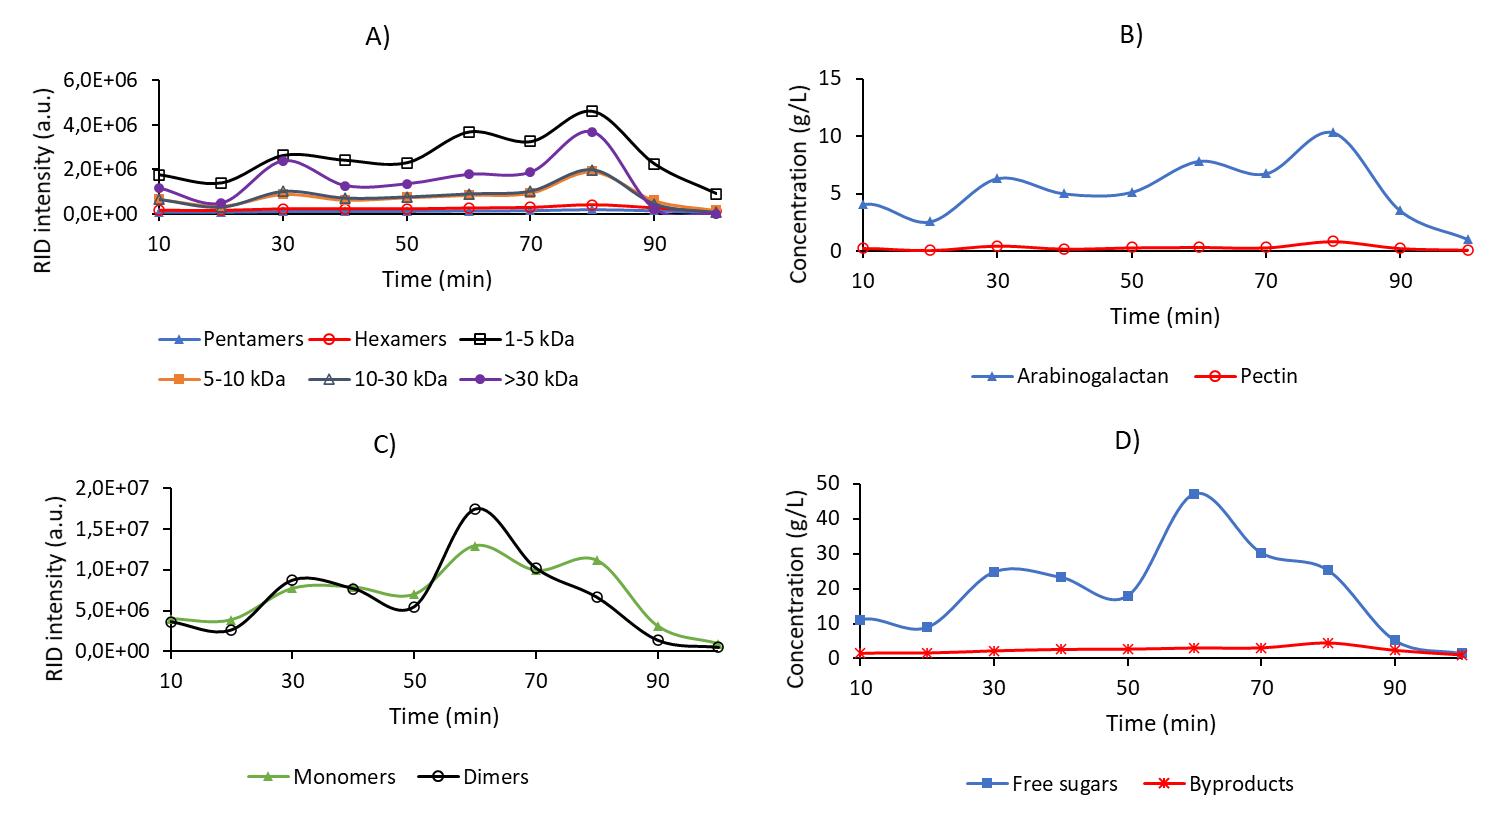 A)
RID intensity (a.u.)
6,0E+06
4,0E+06
2,0E+06
0,0E+00
10 30 50 70 90
Time (min)
Pentamers Hexamers 1-5 kDa
5-10 kDa 10-30 kDa >30 kDa
B)
Concentration (g/L)
15
10
5
0
10 30 50 70 90
Time (min)
Arabinogalactan Pectin
C)
RID intensity (a.u.)
2,0E+07
1,5E+07
1,0E+07
5,0E+06
0,0E+00
10 30 50 70 90
Time (min)
Monomers Dimers
D)
Concentration (g/L)
50
40
30
20
10
0
10 30 50 70 90
Time (min)
Free sugars Byproducts